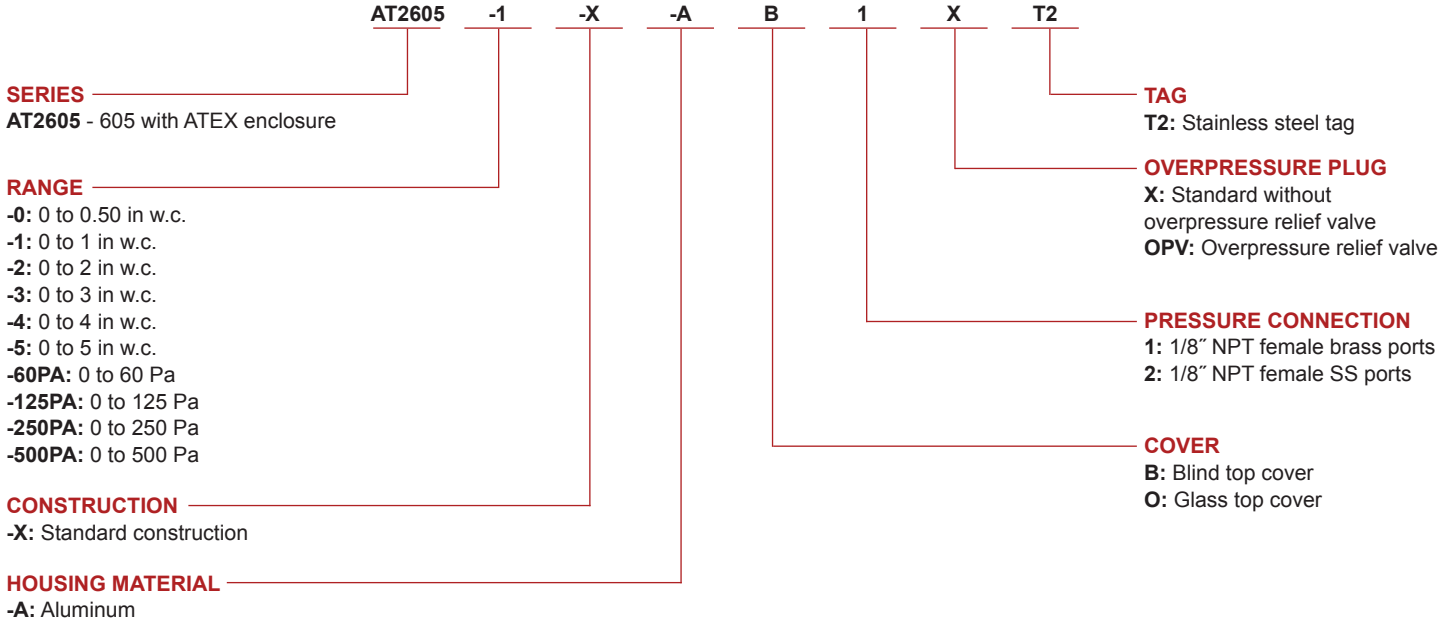 AT2605 -1 -X -A B 1 X T2
SERIES
AT2605 - 605 with ATEX enclosure
RANGE
-0: 0 to 0.50 in w.c.
-1: 0 to 1 in w.c.
-2: 0 to 2 in w.c.
-3: 0 to 3 in w.c.
-4: 0 to 4 in w.c.
-5: 0 to 5 in w.c.
-60PA: 0 to 60 Pa
-125PA: 0 to 125 Pa
-250PA: 0 to 250 Pa
-500PA: 0 to 500 Pa
CONSTRUCTION
-X: Standard construction
HOUSING MATERIAL
-A: Aluminum
TAG
T2: Stainless steel tag
OVERPRESSURE PLUG
X: Standard without
overpressure relief valve
OPV: Overpressure relief valve
PRESSURE CONNECTION
1: 1/8˝ NPT female brass ports
2: 1/8˝ NPT female SS ports
COVER
B: Blind top cover
O: Glass top cover